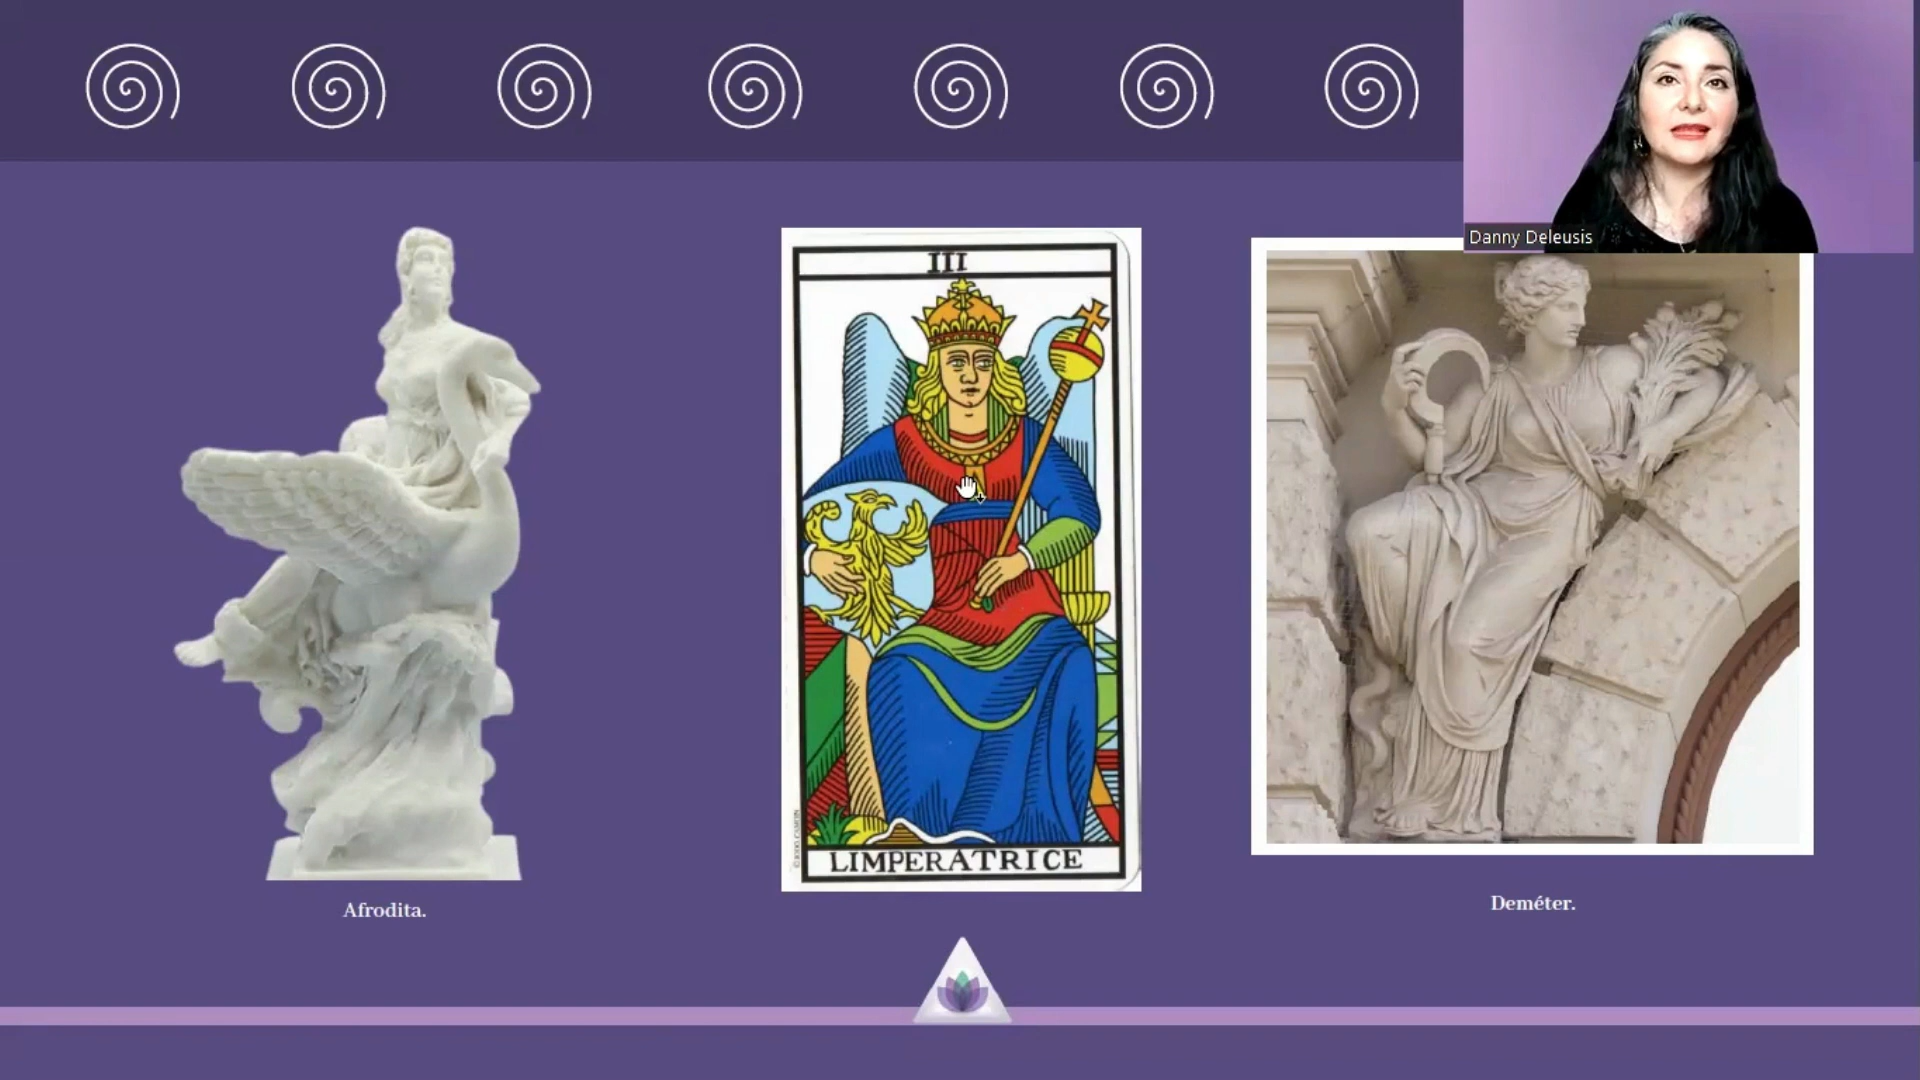 Danny Deleusis
III
LIMPERATRICE
Afrodita.
Deméter.